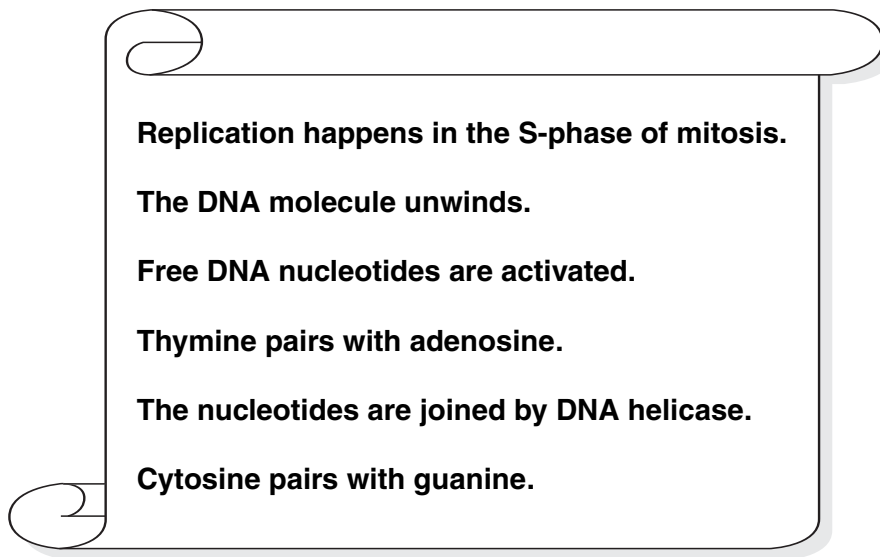 Replication happens in the S-phase of mitosis.
The DNA molecule unwinds.
Free DNA nucleotides are activated.
Thymine pairs with adenosine.
The nucleotides are joined by DNA helicase.
Cytosine pairs with guanine.